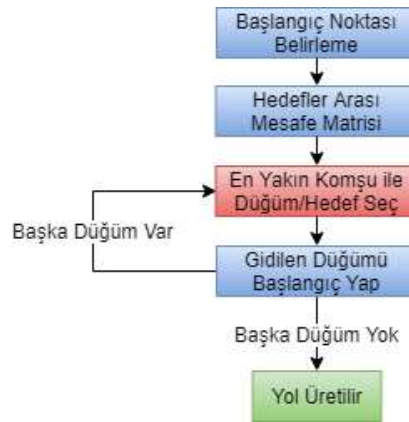 Başlangıç Noktası
Belirleme
Hedefler Arası
Mesafe Matrisi
En Yakın Komşu ile
Düğüm/Hedef Seç
Başka Düğüm Var
Gidilen Düğümü
Başlangıç Yap
Başka Düğüm Yok
Yol Üretilir